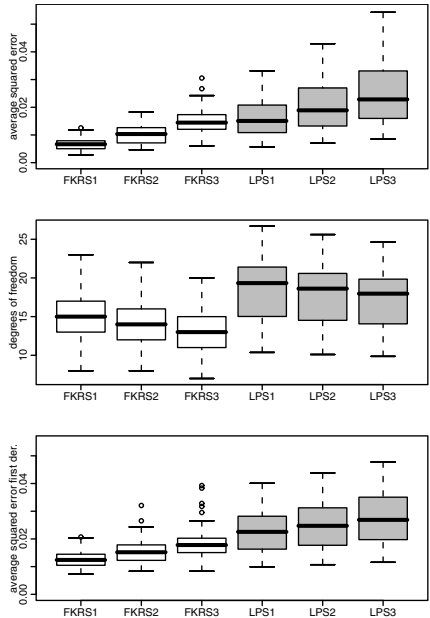 average squared error
0.00 0.02 0.04
FKRS1 FKRS2 FKRS3 LPS1 LPS2 LPS3
degrees of freedom
10 15 20 25
FKRS1 FKRS2 FKRS3 LPS1 LPS2 LPS3
average squared error first der.
0.00 0.02 0.04
FKRS1 FKRS2 FKRS3 LPS1 LPS2 LPS3